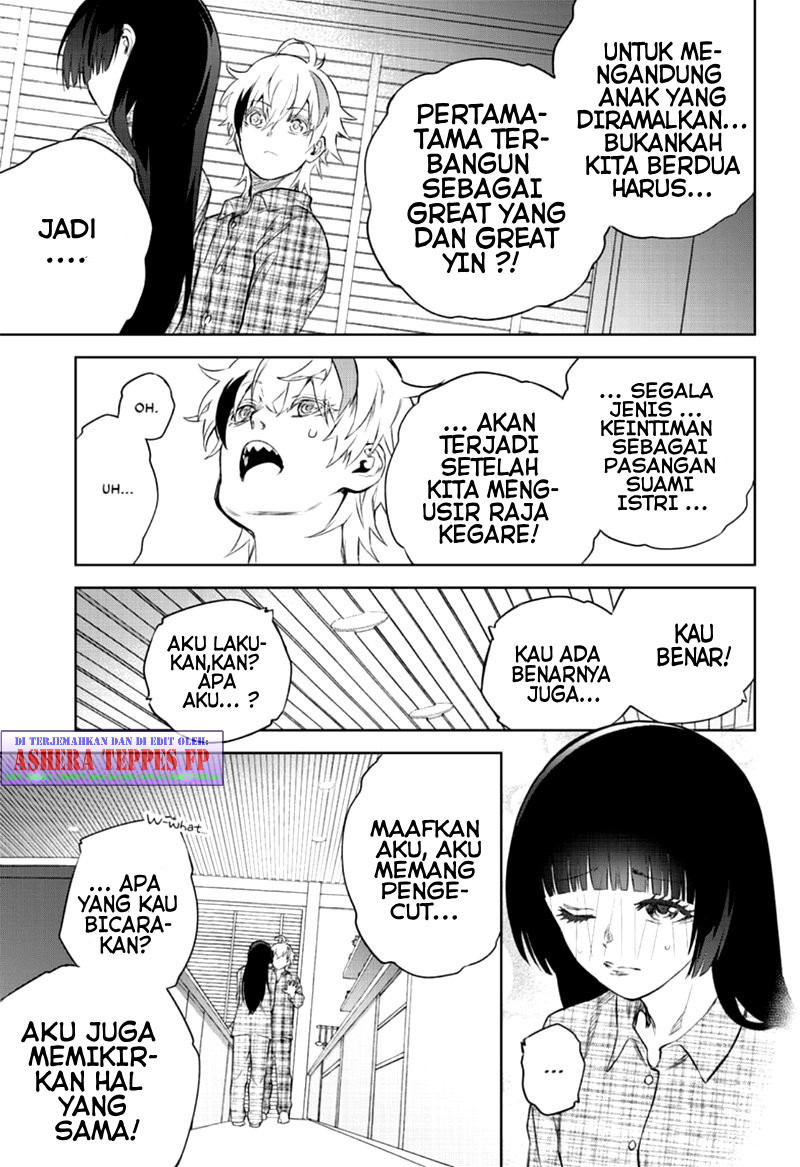 UNTUK ME-
NGANDUNG
ANAK YANG
DIRAMALKAN...
BUKANKAH
KITA BERDUA
HARUS...
PERTAMA-
TAMA TER-
BANGUN
SEBAGAI
GREAT YANG
DAN GREAT
YIN ?!
JADI
....
... SEGALA
JENIS ...
KEINTIMAN
SEBAGAI
PASANGAN
SUAMI
ISTRI ...
... AKAN
TERJADI
SETELAH
KITA MENG-
USIR RAJA
KEGARE!
OH.
UH...
KAU
BENAR!
KAU ADA
BENARNYA
JUGA...
AKU LAKU-
KAN,KAN?
APA
AKU... ?
DI TERJEMAHKAN DAN DI EDIT OLEH:
ASHERA TEPPES FP
MAAFKAN
AKU, AKU
MEMANG
PENGE-
CUT...
...
W-what...
... APA
YANG KAU
BICARA-
KAN?
AKU JUGA
MEMIKIR-
KAN HAL
YANG
SAMA!